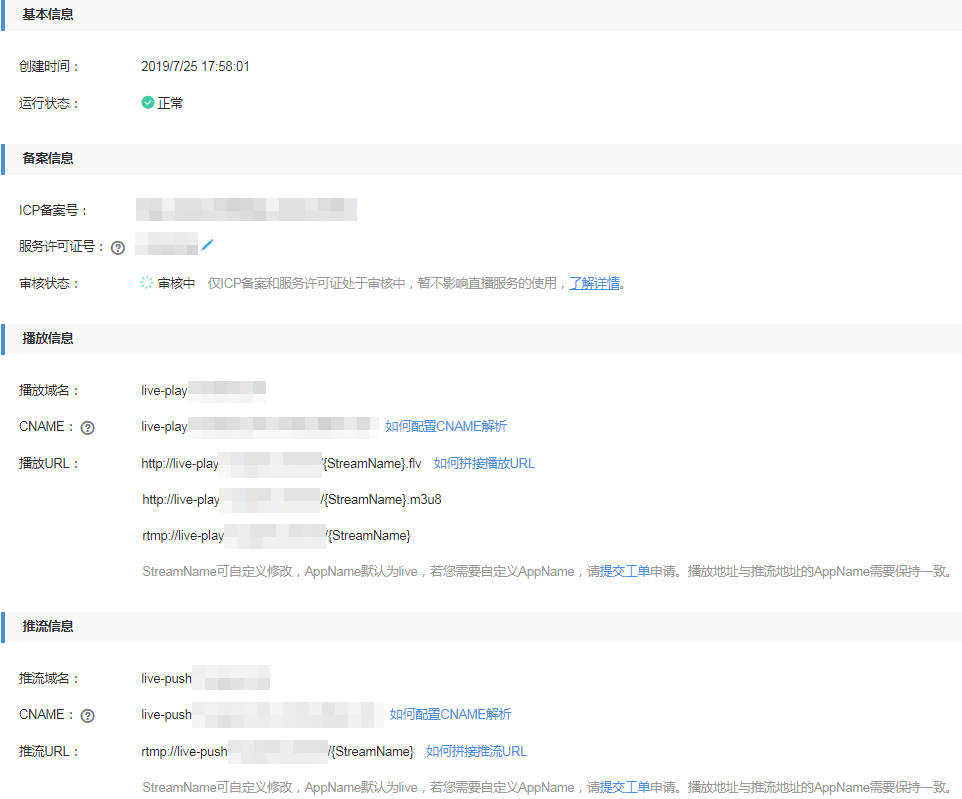 基本信息
创建时间： 2019/7/25 17:58:01
运行状态： 正常
备案信息
ICP备案号：
服务许可证号：
审核状态： 审核中 仅ICP备案和服务许可证处于审核中，暂不影响直播服务的使用，了解详情。
播放信息
播放域名： live-play
CNAME： live-play 如何配置CNAME解析
播放URL： http://live-play /{StreamName}.flv 如何拼接播放URL
http://live-play /{StreamName}.m3u8
rtmp://live-play /{StreamName}
StreamName可自定义修改，AppName默认为live，若您需要自定义AppName，请提交工单申请。播放地址与推流地址的AppName需要保持一致。
推流信息
推流域名： live-push
CNAME： live-push 如何配置CNAME解析
推流URL： rtmp://live-push /{StreamName} 如何拼接推流URL
StreamName可自定义修改，AppName默认为live，若您需要自定义AppName，请提交工单申请。播放地址与推流地址的AppName需要保持一致。